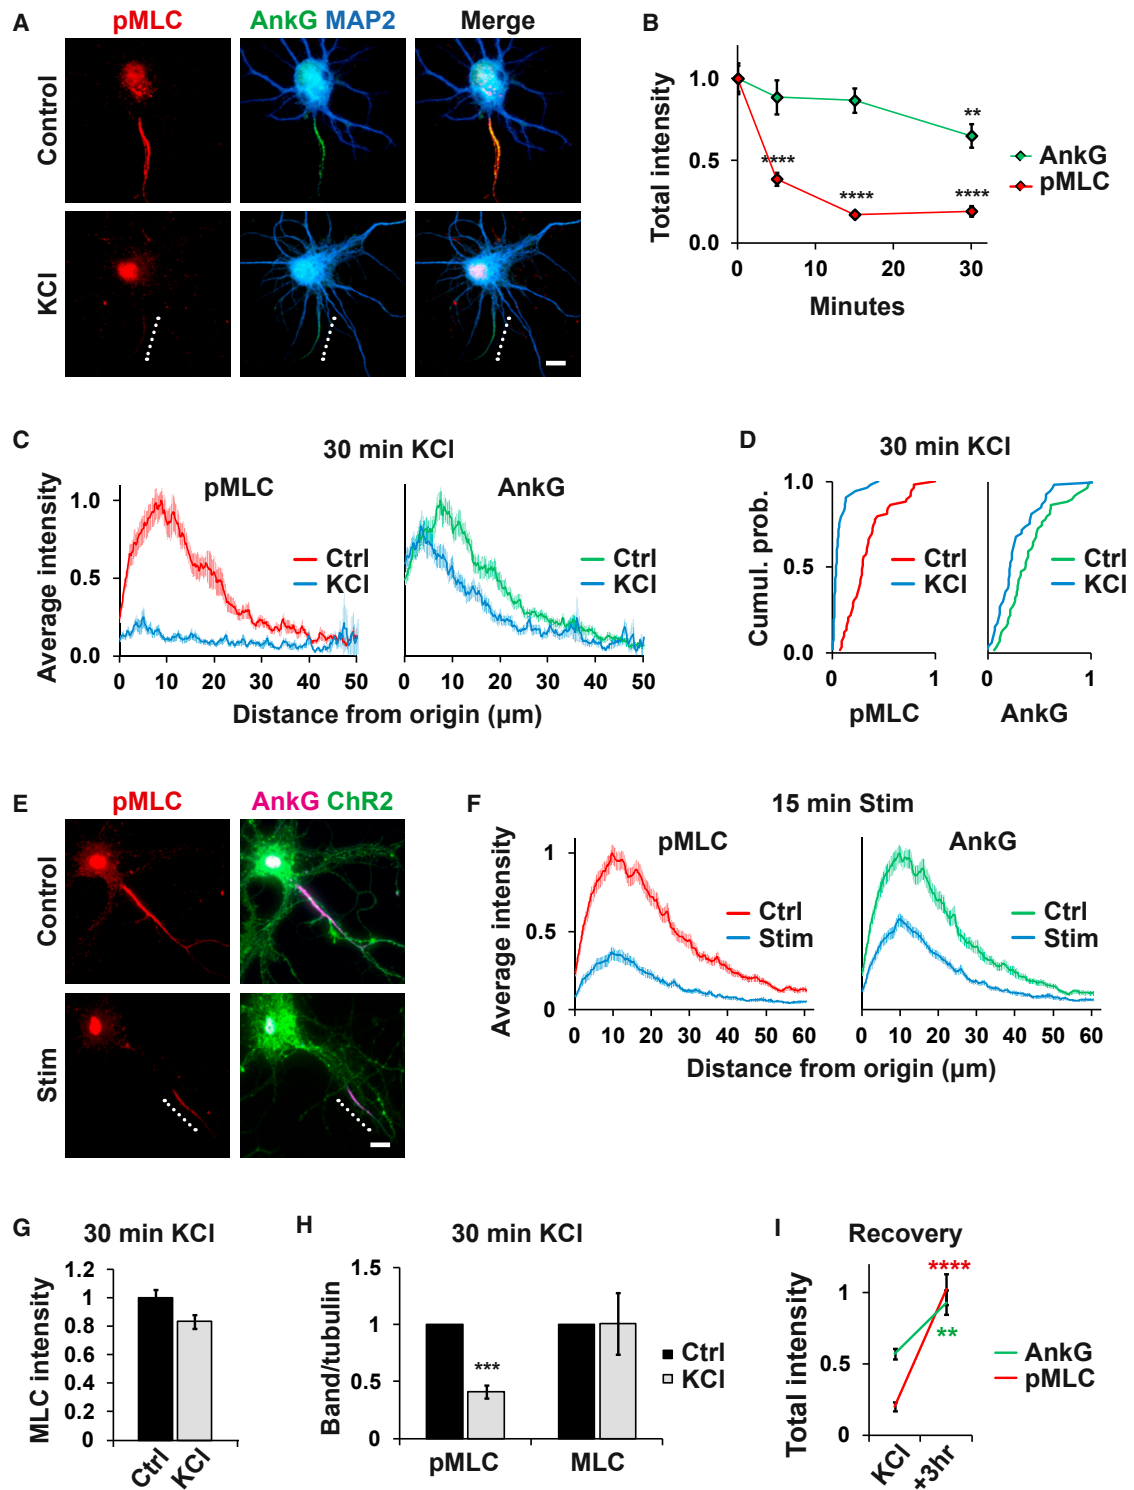 A
pMLC
AnkG MAP2
Merge
Control
KCl
B
Total intensity
1.0
0.5
0.0
****
****
**
****
0
10
20
30
Minutes
AnkG
pMLC
C
30 min KCl
pMLC
AnkG
Average intensity
1.0
0.5
0.0
Ctrl
KCl
Ctrl
KCl
0 10 20 30 40 50
0 10 20 30 40 50
Distance from origin (µm)
D
30 min KCl
Cumul. prob.
1.0
0.5
0.0
Ctrl
KCl
Ctrl
KCl
0 1
0 1
pMLC
AnkG
E
pMLC
AnkG ChR2
Control
Stim
F
15 min Stim
pMLC
AnkG
Average intensity
1
0.5
0
Ctrl
Stim
Ctrl
Stim
0 10 20 30 40 50 60
0 10 20 30 40 50 60
Distance from origin (µm)
G
30 min KCl
MLC intensity
1.2
1
0.8
0.6
0.4
0.2
0
Ctrl
KCl
H
30 min KCl
Band/tubulin
1.5
1
0.5
0
***
pMLC
MLC
Ctrl
KCl
I
Recovery
Total intensity
1
0.5
0
****
**
AnkG
pMLC
KCl
+3hr